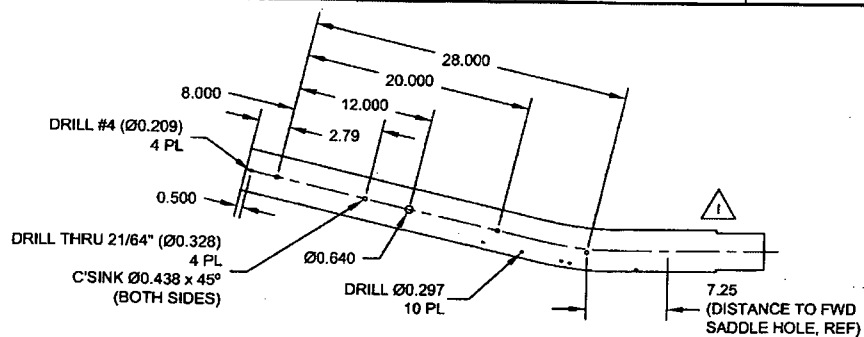 28.000
20.000
8.000
12.000
DRILL #4 (Ø0.209)
4 PL
2.79
0.500
DRILL THRU 21/64" (Ø0.328)
4 PL
C'SINK Ø0.438 x 45º
(BOTH SIDES)
Ø0.640
DRILL Ø0.297
10 PL
1
7.25
(DISTANCE TO FWD
SADDLE HOLE, REF)